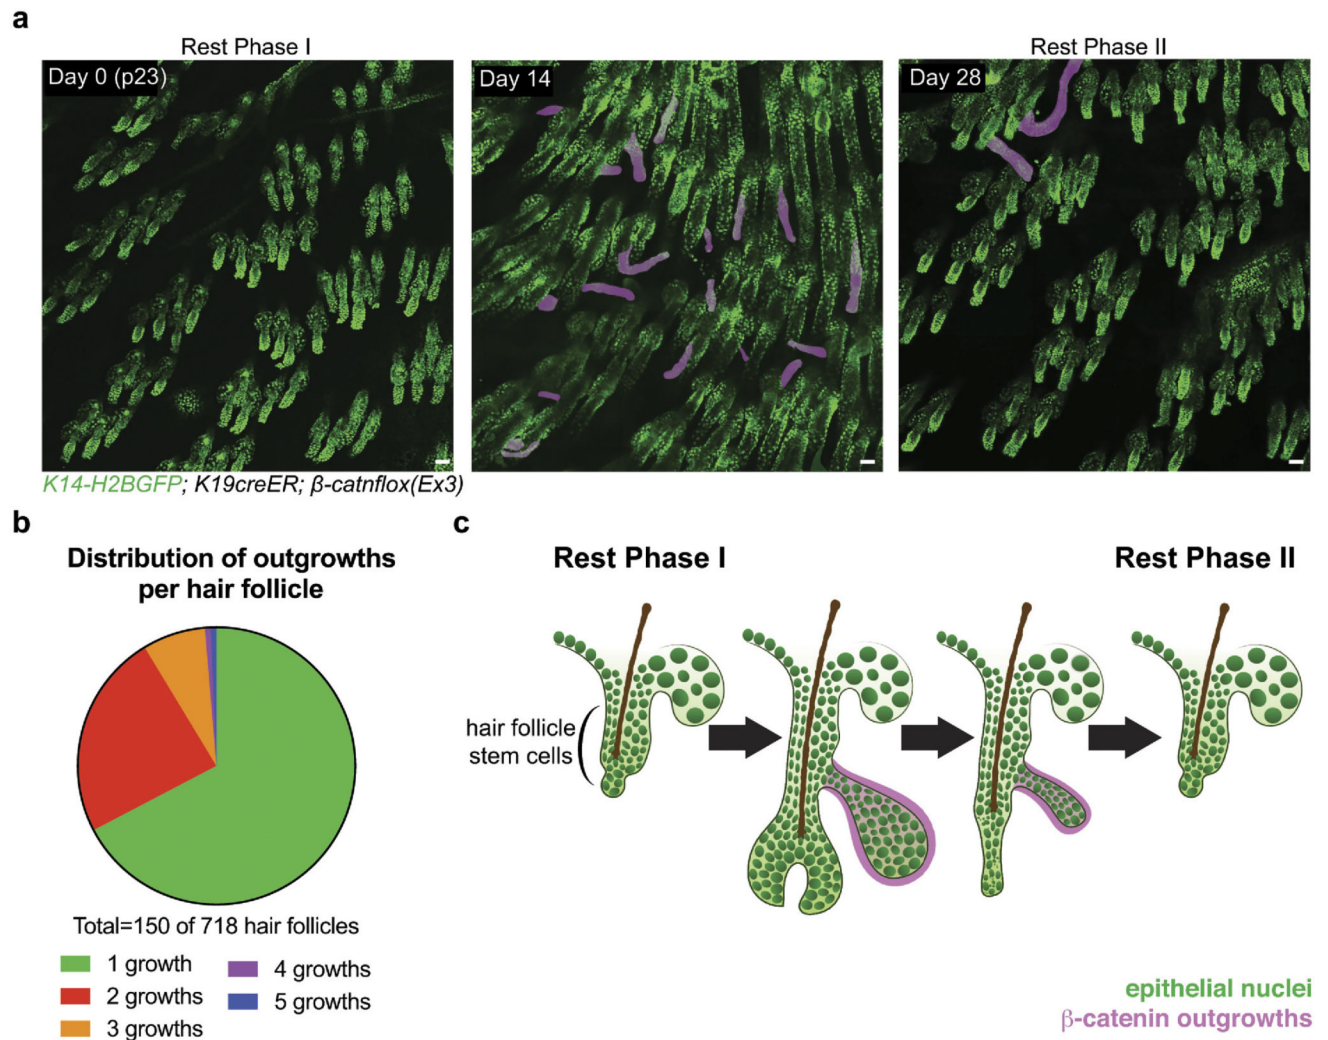 a
Rest Phase I
Rest Phase II
Day 0 (p23)
Day 14
Day 28
K14-H2BGFP; K19creER; β-catnflox(Ex3)
b
Distribution of outgrowths
per hair follicle
Total=150 of 718 hair follicles
1 growth
2 growths
3 growths
4 growths
5 growths
c
Rest Phase I
Rest Phase II
hair follicle
stem cells
epithelial nuclei
β-catenin outgrowths